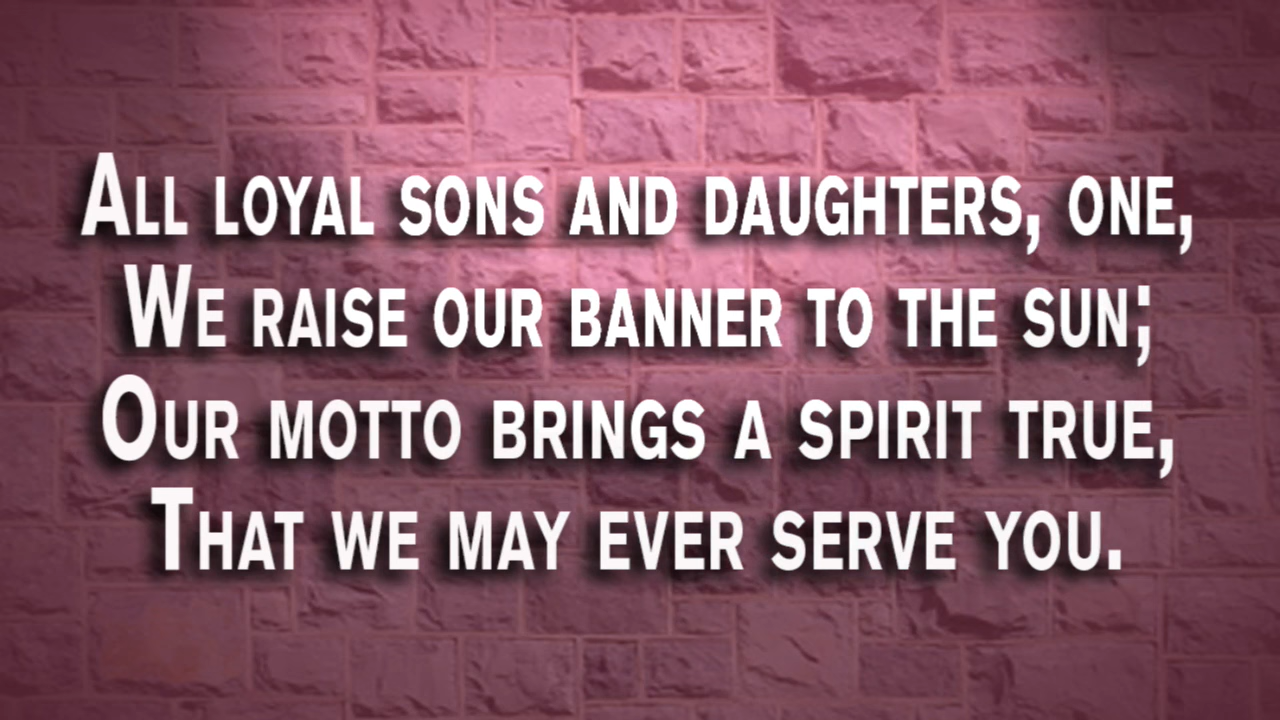 All loyal sons and daughters, one,
We raise our banner to the sun;
Our motto brings a spirit true,
That we may ever serve you.